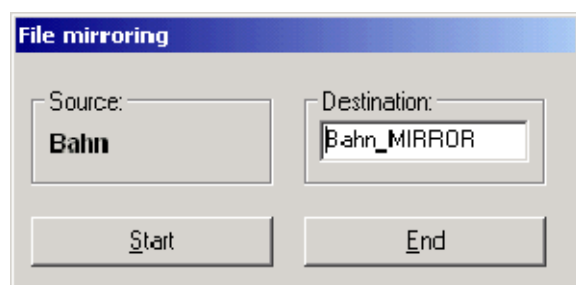 File mirroring
Source:
Bahn
Destination:
Bahn_MIRROR
Start
End